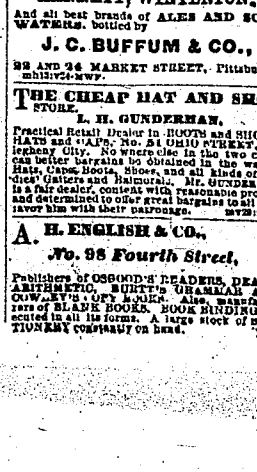 And all best brands of ALES AND
WATERS. bottled by
J. C. BUFFUM & CO.,
22 AND 24 MARKET STREET, Pittsbu
mh13:v24-MWF
THE CHEAP HAT AND SH
STORE.
L. H. GUNDERMAN,
Practical Retail Dealer in BOOTS and SHO
HATS and CAPS, No. 51 OHIO STREET,
legheny City. No where else in the two c
can better bargains be obtained in the w
Hats, Caps, Boots, Shoes, and all kinds of
dies' Gaiters and Balmorals. Mr. GUNDER
is a fair dealer, content with reasonable pro
and determined to offer great bargains to all
favor him with their patronage.
A. H. ENGLISH & CO.,
No. 98 Fourth Street,
Publishers of OSGOOD'S READERS, DEA
ARITHMETIC, BURTT'S GRAMMAR
COWLEY'S COPY BOOKS. Also, manufa
rers of BLANK BOOKS. BOOK BINDING
ecuted in all its forms. A large stock of
TIONERY constantly on hand.